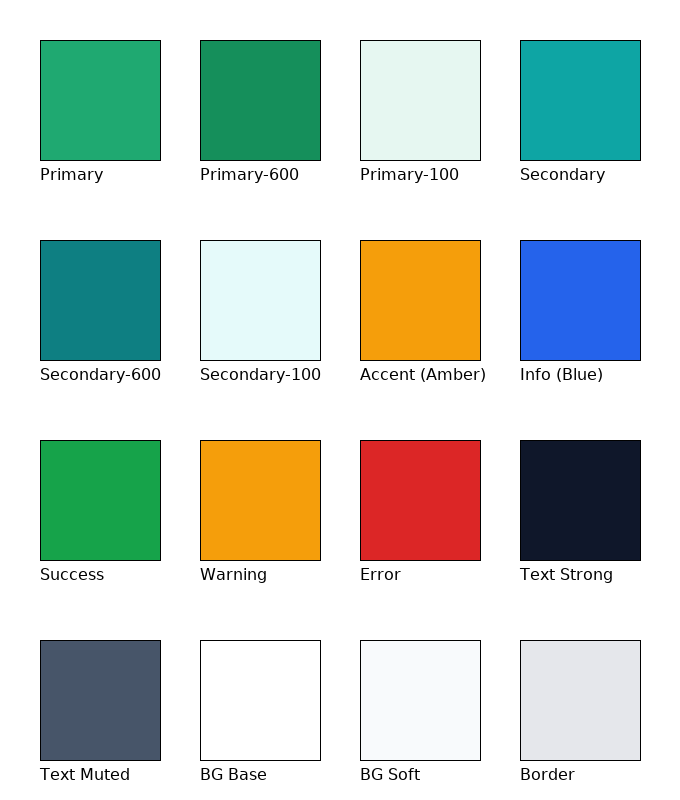 Primary
Primary-600
Primary-100
Secondary
Secondary-600
Secondary-100
Accent (Amber)
Info (Blue)
Success
Warning
Error
Text Strong
Text Muted
BG Base
BG Soft
Border